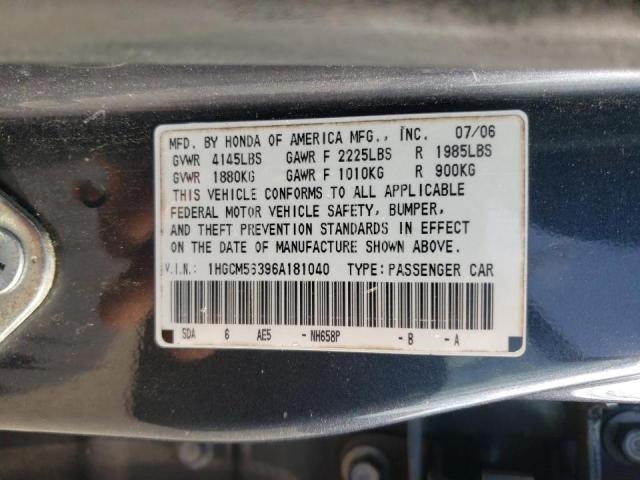 MFD. BY HONDA OF AMERICA MFG., INC. 07/06
GVWR 4145LBS GAWR F 2225LBS R 1985LBS
GVWR 1880KG GAWR F 1010KG R 900KG
THIS VEHICLE CONFORMS TO ALL APPLICABLE
FEDERAL MOTOR VEHICLE SAFETY, BUMPER,
AND THEFT PREVENTION STANDARDS IN EFFECT
ON THE DATE OF MANUFACTURE SHOWN ABOVE.
V.I.N.: 1HGCM56396A181040 TYPE: PASSENGER CAR
SDA 6 AE5 - NH658P - B - A